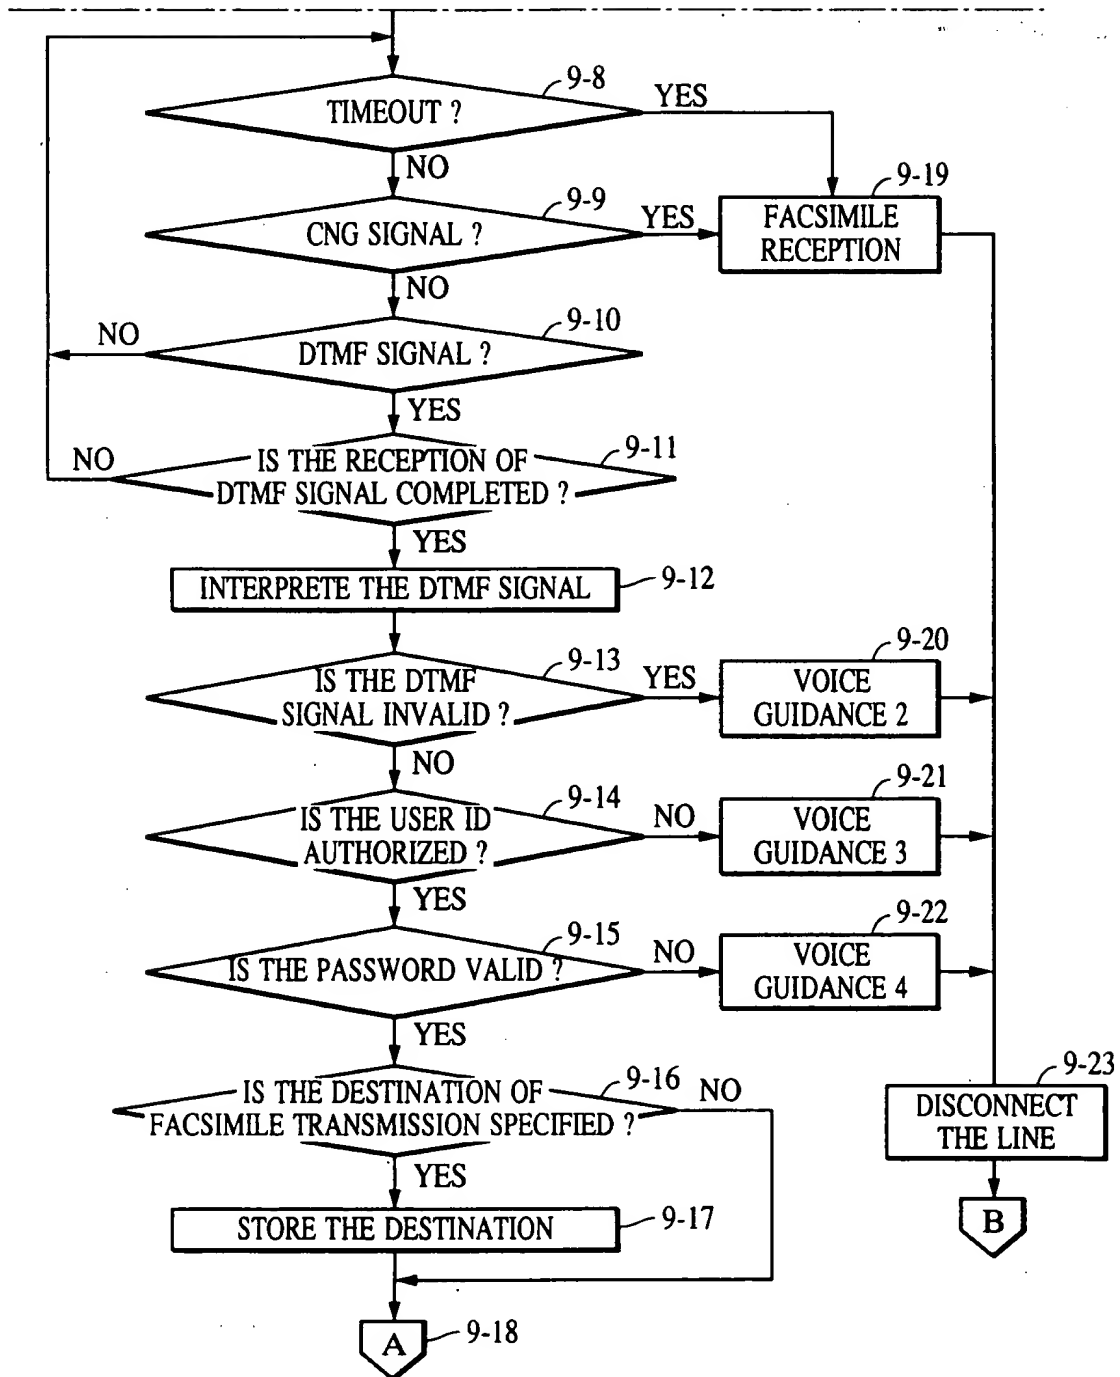 9-8
TIMEOUT ?
YES
NO
9-9
9-19
CNG SIGNAL ?
YES
FACSIMILE
RECEPTION
NO
9-10
NO
DTMF SIGNAL ?
YES
9-11
NO
IS THE RECEPTION OF
DTMF SIGNAL COMPLETED ?
YES
INTERPRETE THE DTMF SIGNAL
9-12
9-13
9-20
IS THE DTMF
SIGNAL INVALID ?
YES
VOICE
GUIDANCE 2
NO
9-14
9-21
IS THE USER ID
AUTHORIZED ?
NO
VOICE
GUIDANCE 3
YES
9-15
9-22
IS THE PASSWORD VALID ?
NO
VOICE
GUIDANCE 4
YES
9-16
9-23
IS THE DESTINATION OF
FACSIMILE TRANSMISSION SPECIFIED ?
NO
DISCONNECT
THE LINE
YES
STORE THE DESTINATION
9-17
B
A
9-18